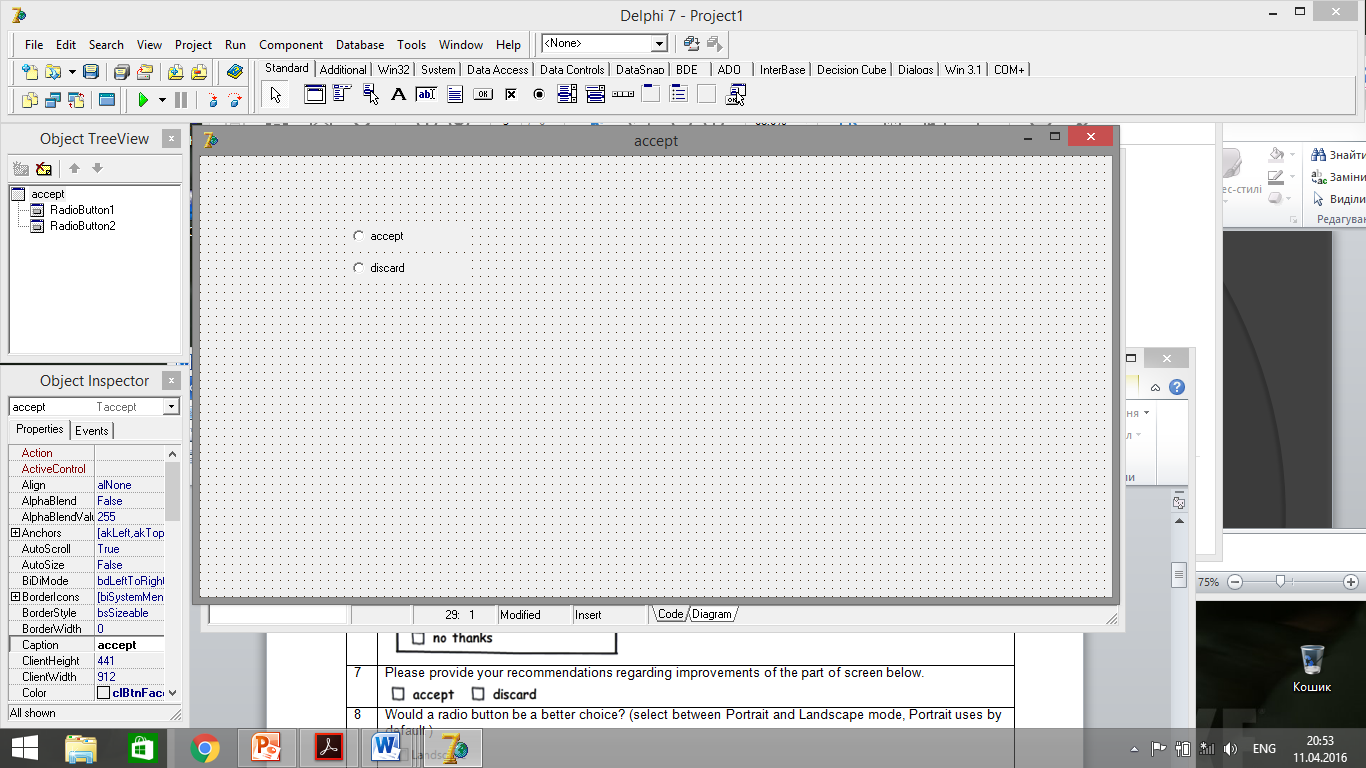 Delphi 7 - Project1
File Edit Search View Project Run Component Database Tools Window Help <None>
Standard Additional Win32 System Data Access Data Controls DataSnap BDE ADO InterBase Decision Cube Dialogs Win 3.1 COM+
Object TreeView
accept
RadioButton1
RadioButton2
accept
accept
discard
Знайти
Заміни
Виділи
ес-стилі
Редагуван
Object Inspector
accept Taccept
Properties Events
Action
ActiveControl
Align alNone
AlphaBlend False
AlphaBlendValu 255
Anchors [akLeft,akTop
AutoScroll True
AutoSize False
BiDiMode bdLeftToRight
BorderIcons [biSystemMen
BorderStyle bsSizeable
BorderWidth 0
Caption accept
ClientHeight 441
ClientWidth 912
Color clBtnFace
All shown
29: 1 Modified Insert Code Diagram
75%
no thanks
7 Please provide your recommendations regarding improvements of the part of screen below.
accept discard
8 Would a radio button be a better choice? (select between Portrait and Landscape mode, Portrait uses by
default )
Кошик
ENG
20:53
11.04.2016